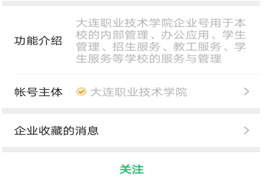 功能介绍
大连职业技术学院企业号用于本
校的内部管理、办公应用、学生
管理、招生服务、教工服务、学
生服务等学校的服务与管理
帐号主体 大连职业技术学院
企业收藏的消息
关注